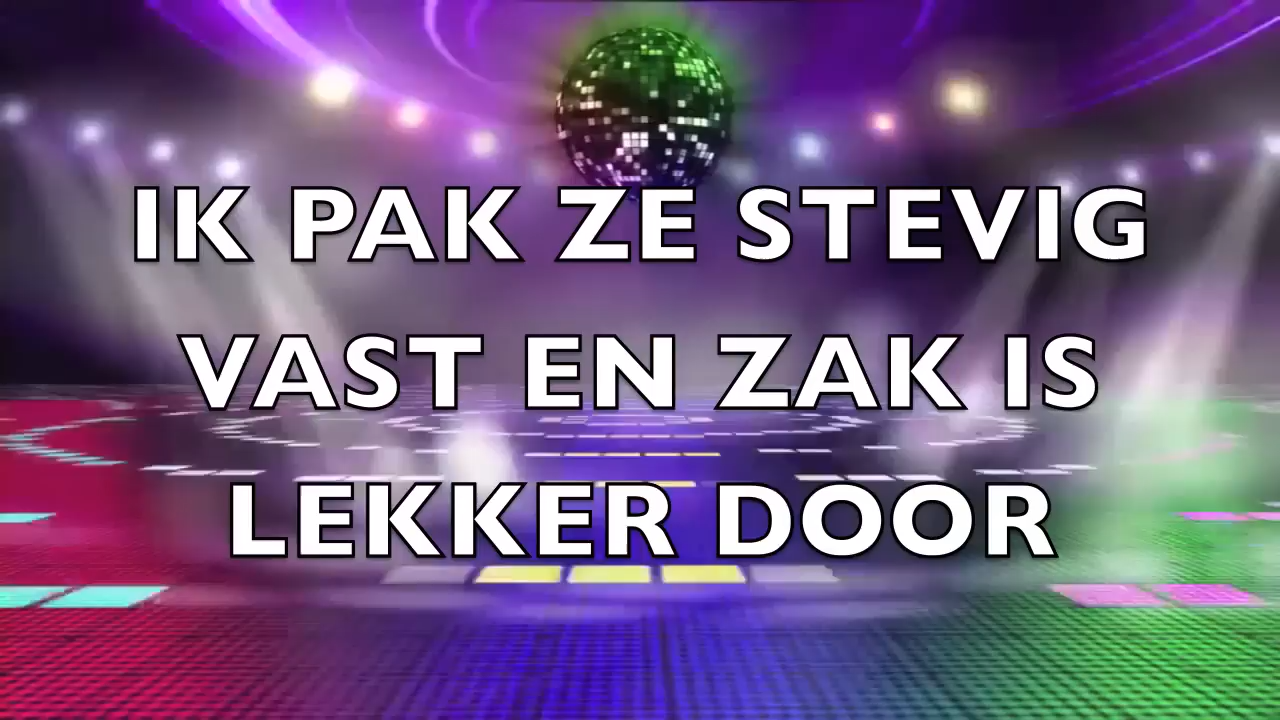 IK PAK ZE STEVIG
VAST EN ZAK IS
LEKKER DOOR